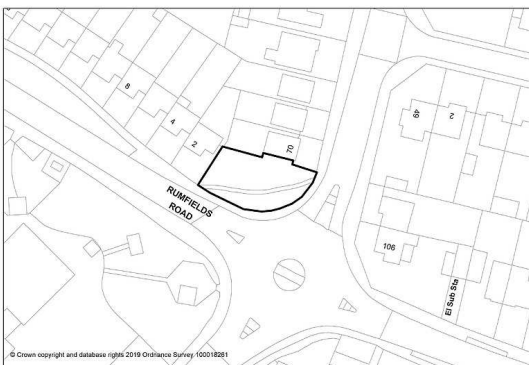 8
4
2
70
49
2
RUMFIELDS
ROAD
106
El Sub Sta
© Crown copyright and database rights 2019 Ordnance Survey 100018261